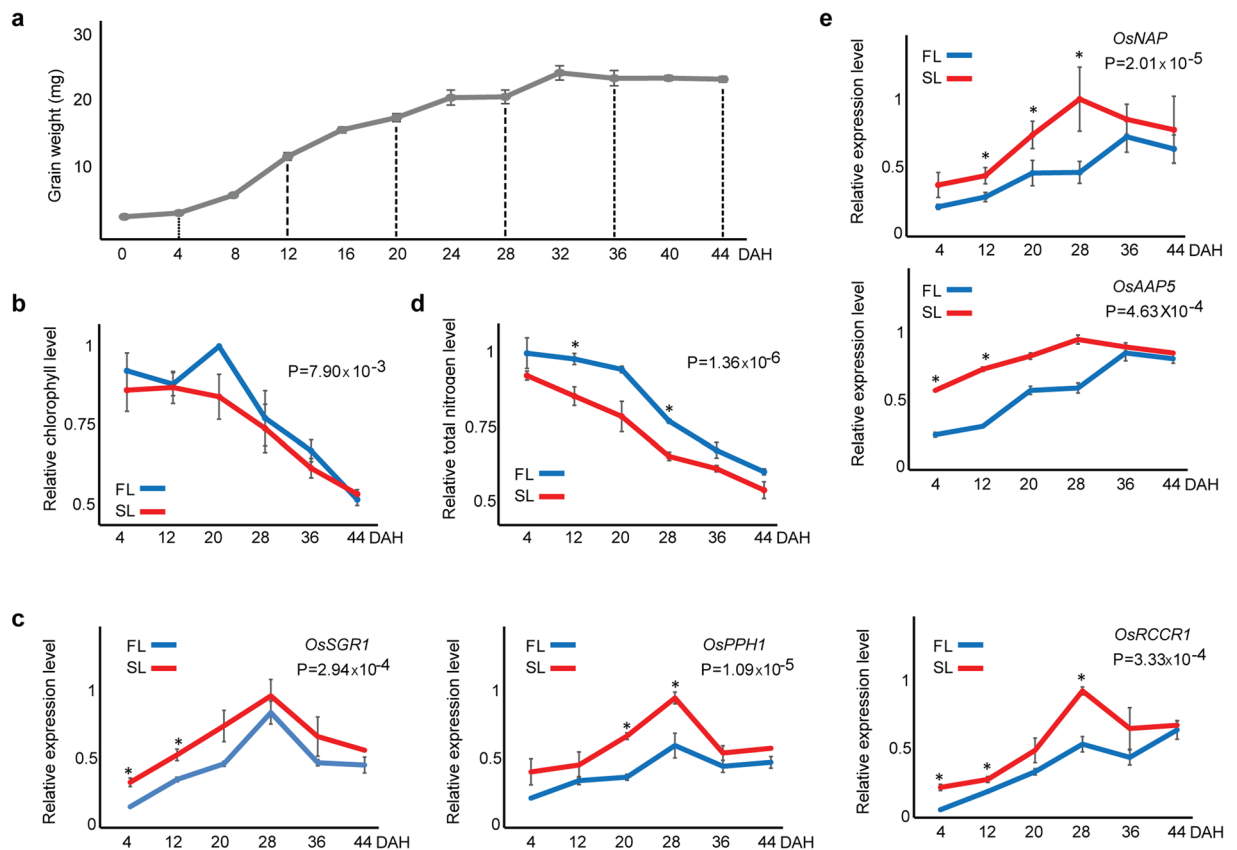 a
Grain weight (mg)
30
20
10
0 4 8 12 16 20 24 28 32 36 40 44 DAH
b
Relative chlorophyll level
1
0.75
0.5
P=7.90x10-3
FL
SL
4 12 20 28 36 44 DAH
d
Relative total nitrogen level
1
0.75
0.5
P=1.36x10-6
*
*
FL
SL
4 12 20 28 36 44 DAH
e
Relative expression level
1
0.5
0
FL
SL
OsNAP
P=2.01x10-5
*
*
*
4 12 20 28 36 44 DAH
Relative expression level
1
0.5
0
FL
SL
OsAAP5
P=4.63X10-4
*
*
4 12 20 28 36 44 DAH
c
Relative expression level
1
0.5
0
FL
SL
OsSGR1
P=2.94x10-4
*
*
4 12 20 28 36 44 DAH
Relative expression level
1
0.5
0
FL
SL
OsPPH1
P=1.09x10-5
*
*
4 12 20 28 36 44 DAH
Relative expression level
1
0.5
0
FL
SL
OsRCCR1
P=3.33x10-4
*
*
*
4 12 20 28 36 44 DAH